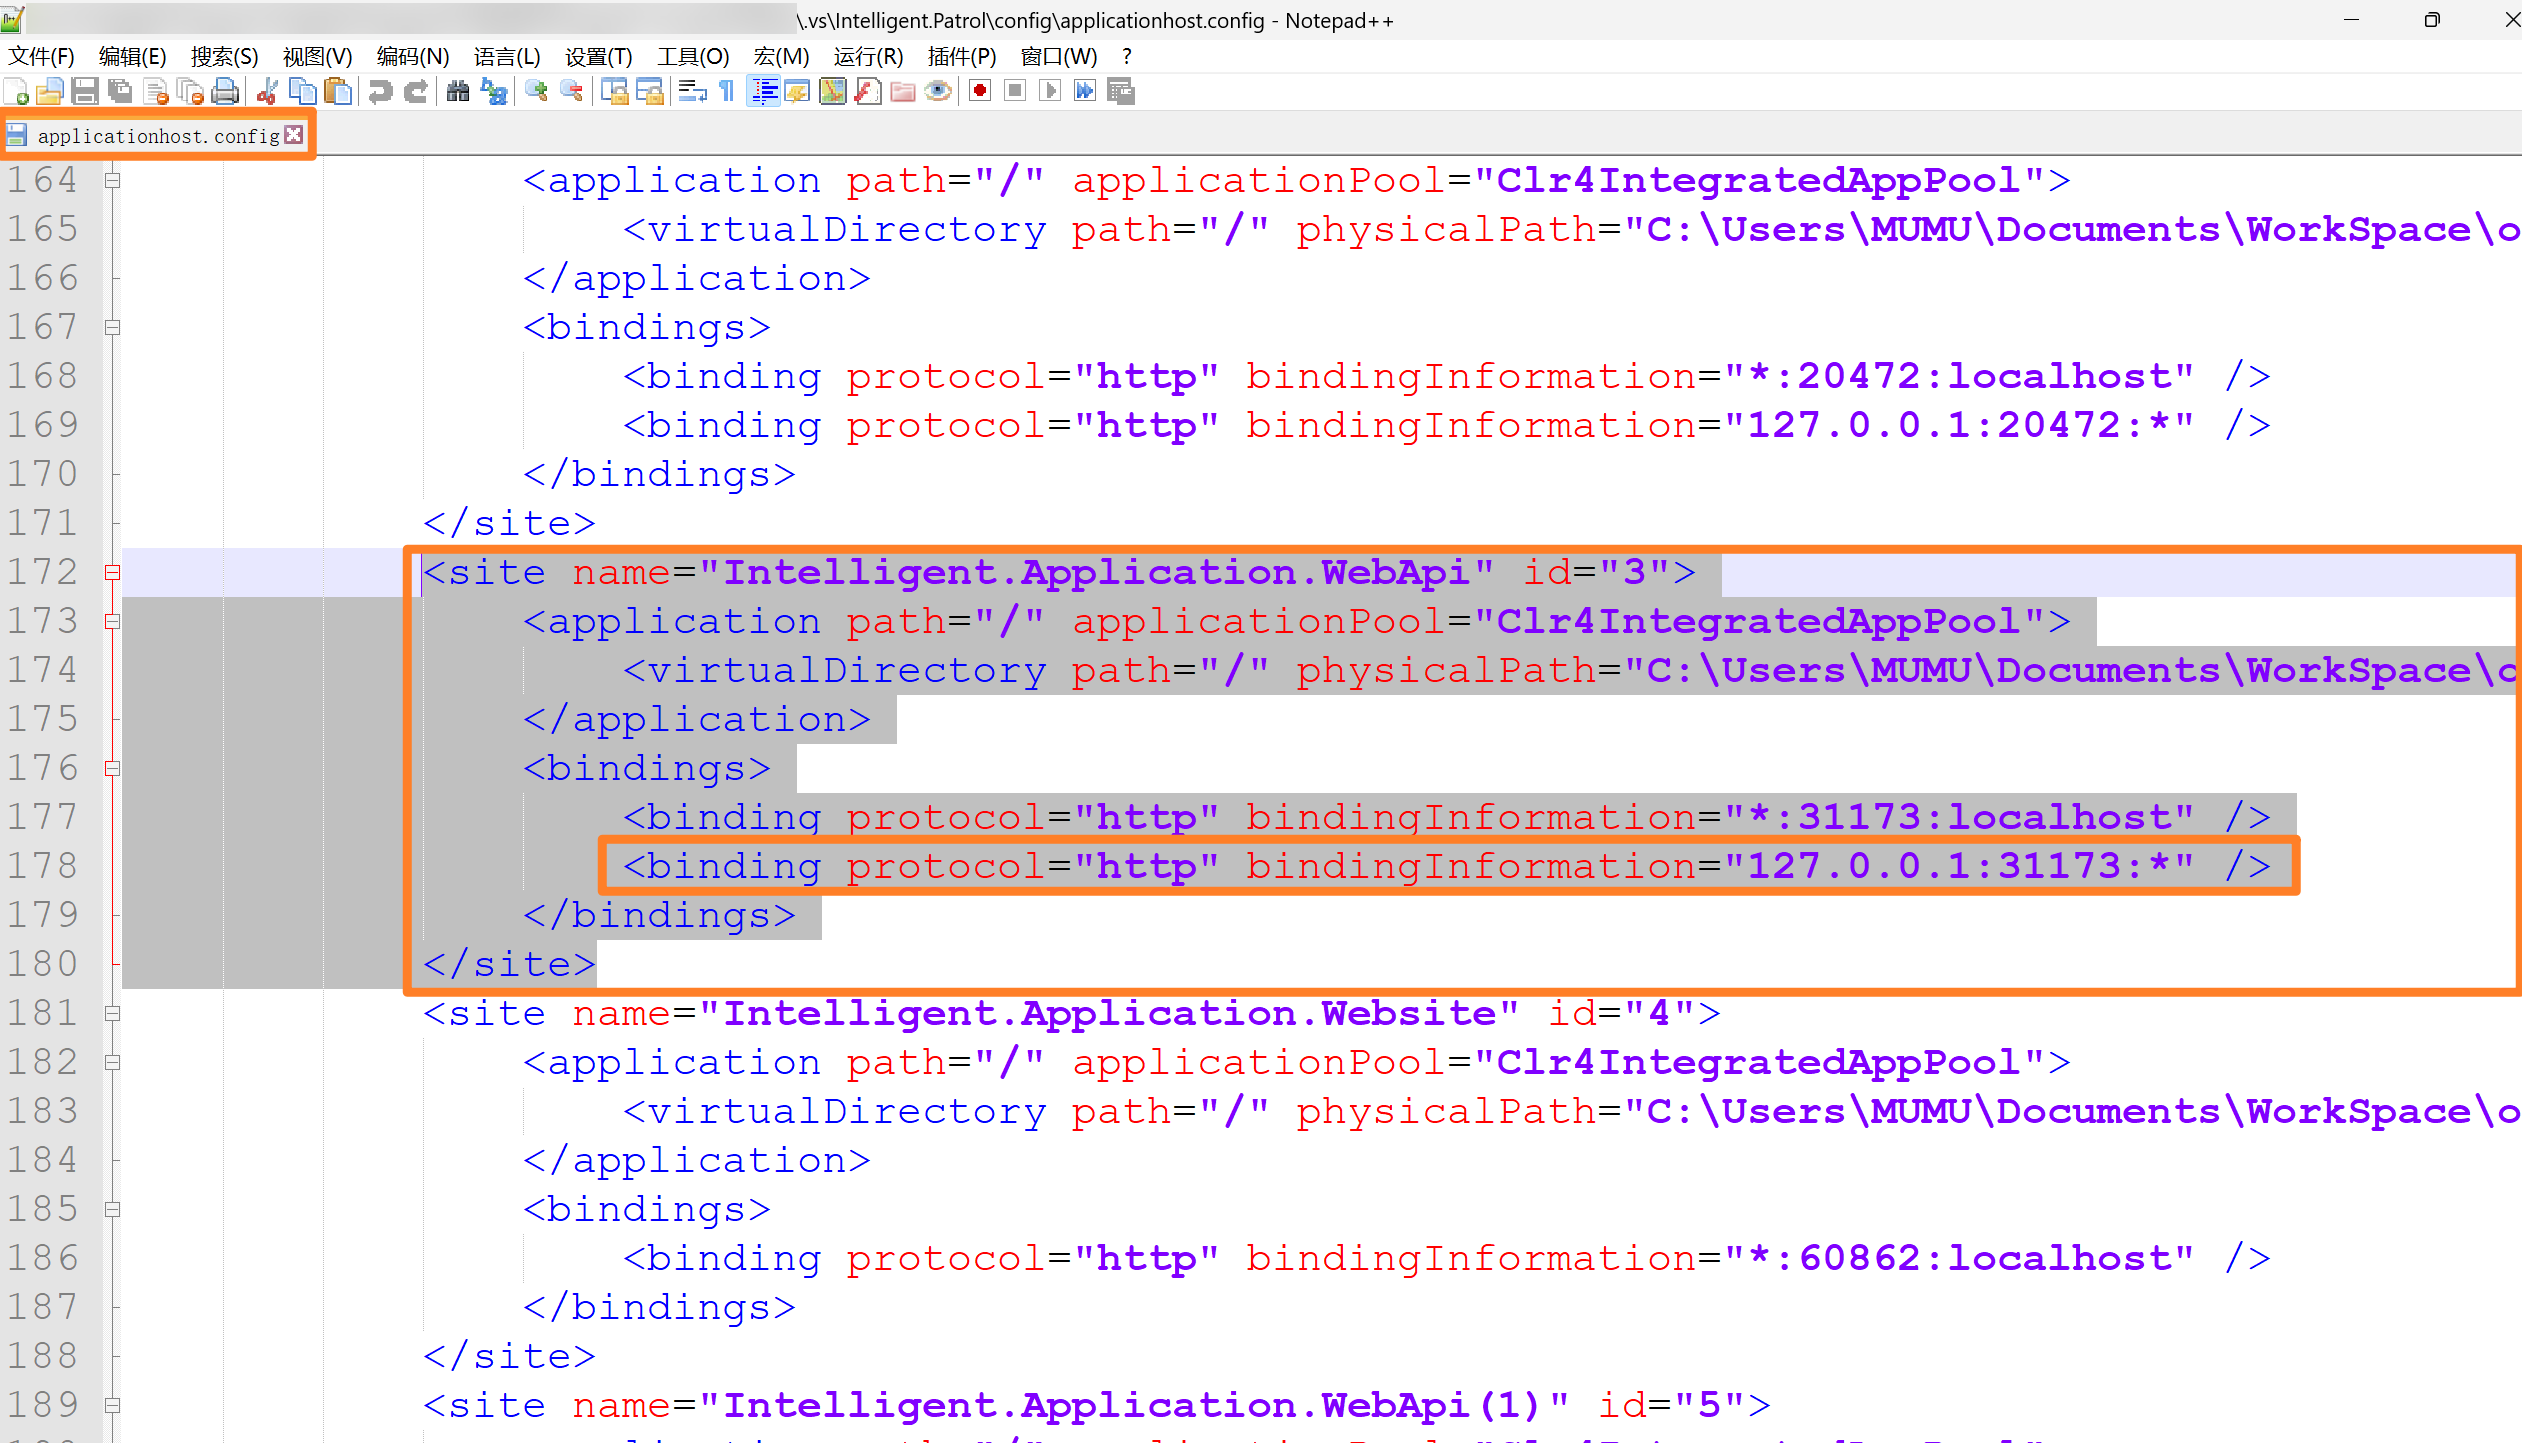 \.vs\Intelligent.Patrol\config\applicationhost.config - Notepad++
文件(F) 编辑(E) 搜索(S) 视图(V) 编码(N) 语言(L) 设置(T) 工具(O) 宏(M) 运行(R) 插件(P) 窗口(W) ?
applicationhost.config
164 <application path="/" applicationPool="Clr4IntegratedAppPool">
165 <virtualDirectory path="/" physicalPath="C:\Users\MUMU\Documents\WorkSpace\
166 </application>
167 <bindings>
168 <binding protocol="http" bindingInformation="*:20472:localhost" />
169 <binding protocol="http" bindingInformation="127.0.0.1:20472:*" />
170 </bindings>
171 </site>
172 <site name="Intelligent.Application.WebApi" id="3">
173 <application path="/" applicationPool="Clr4IntegratedAppPool">
174 <virtualDirectory path="/" physicalPath="C:\Users\MUMU\Documents\WorkSpace\
175 </application>
176 <bindings>
177 <binding protocol="http" bindingInformation="*:31173:localhost" />
178 <binding protocol="http" bindingInformation="127.0.0.1:31173:*" />
179 </bindings>
180 </site>
181 <site name="Intelligent.Application.Website" id="4">
182 <application path="/" applicationPool="Clr4IntegratedAppPool">
183 <virtualDirectory path="/" physicalPath="C:\Users\MUMU\Documents\WorkSpace\
184 </application>
185 <bindings>
186 <binding protocol="http" bindingInformation="*:60862:localhost" />
187 </bindings>
188 </site>
189 <site name="Intelligent.Application.WebApi(1)" id="5">